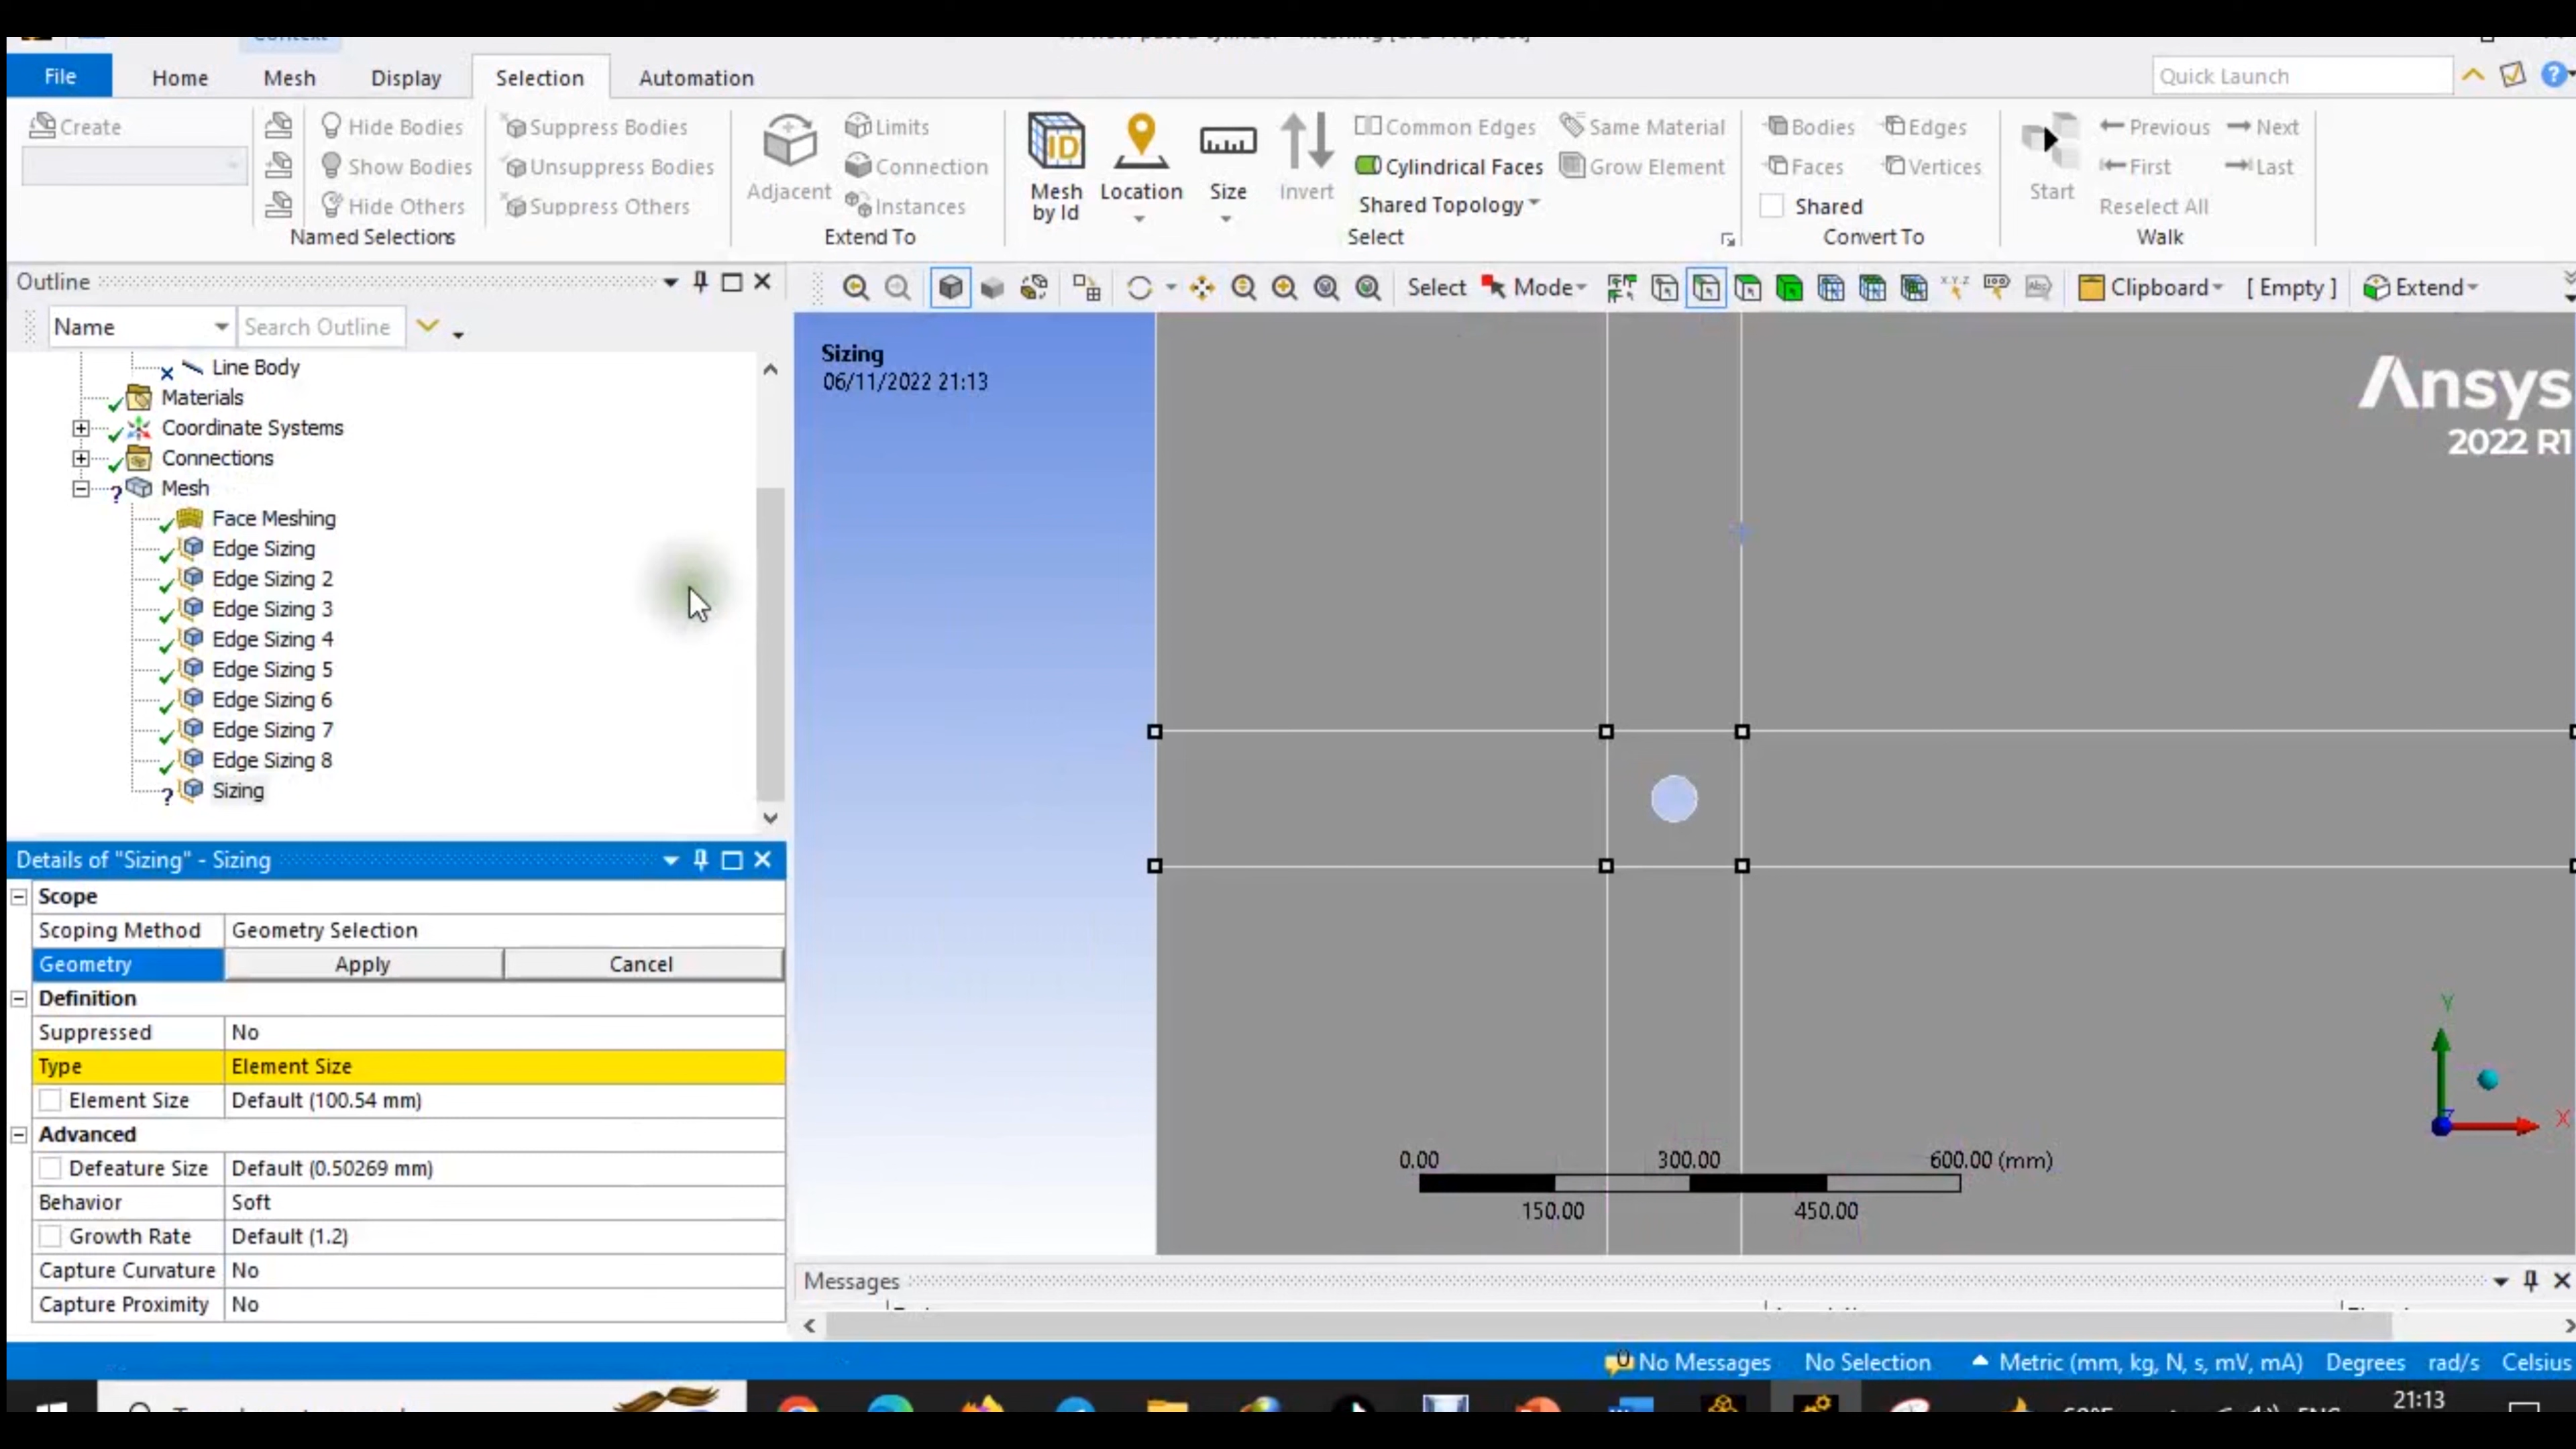 Context
File Home Mesh Display Selection Automation
Quick Launch
Create
Hide Bodies
Show Bodies
Hide Others
Suppress Bodies
Unsuppress Bodies
Suppress Others
Named Selections
Adjacent
Limits
Connection
Instances
Extend To
Mesh by Id
Location
Size
Invert
Common Edges
Cylindrical Faces
Shared Topology
Same Material
Grow Element
Select
Bodies
Edges
Faces
Vertices
Shared
Convert To
Start
Previous
Next
First
Last
Reselect All
Walk
Outline
Name
Search Outline
Select Mode Clipboard [ Empty ] Extend
Line Body
Materials
Coordinate Systems
Connections
Mesh
Face Meshing
Edge Sizing
Edge Sizing 2
Edge Sizing 3
Edge Sizing 4
Edge Sizing 5
Edge Sizing 6
Edge Sizing 7
Edge Sizing 8
Sizing
Sizing
06/11/2022 21:13
Ansys
2022 R1
Details of "Sizing" - Sizing
Scope
Scoping Method Geometry Selection
Geometry Apply Cancel
Definition
Suppressed No
Type Element Size
Element Size Default (100.54 mm)
Advanced
Defeature Size Default (0.50269 mm)
Behavior Soft
Growth Rate Default (1.2)
Capture Curvature No
Capture Proximity No
0.00 300.00 600.00 (mm)
150.00 450.00
Y
X
Z
Messages
No Messages No Selection Metric (mm, kg, N, s, mV, mA) Degrees rad/s Celsius
21:13